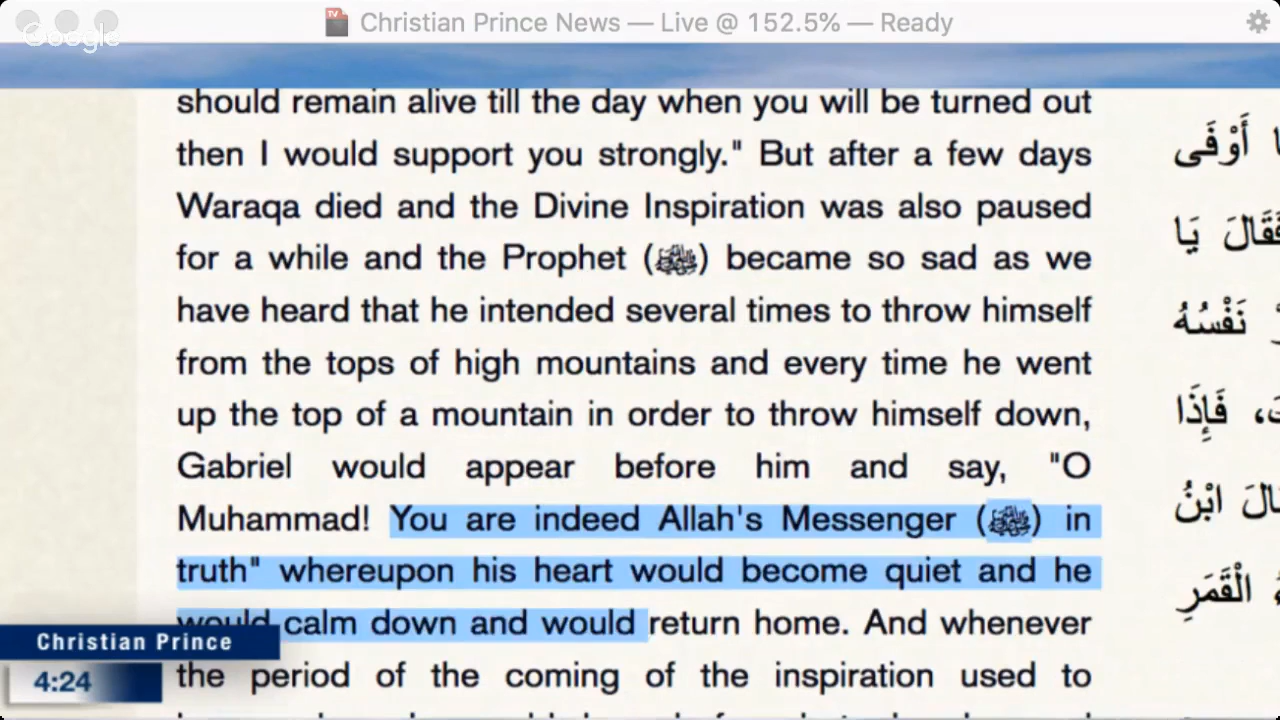 Christian Prince News — Live @ 152.5% — Ready
Google
should remain alive till the day when you will be turned out
then I would support you strongly." But after a few days
Waraqa died and the Divine Inspiration was also paused
for a while and the Prophet (ﷺ) became so sad as we
have heard that he intended several times to throw himself
from the tops of high mountains and every time he went
up the top of a mountain in order to throw himself down,
Gabriel would appear before him and say, "O
Muhammad! You are indeed Allah's Messenger (ﷺ) in
truth" whereupon his heart would become quiet and he
would calm down and would return home. And whenever
the period of the coming of the inspiration used to
أَوْفَى
فَقَالَ يَا
نَفْسُهُ
فَإِذَا
ابْنُ
الْقَمَرِ
Christian Prince
4:24